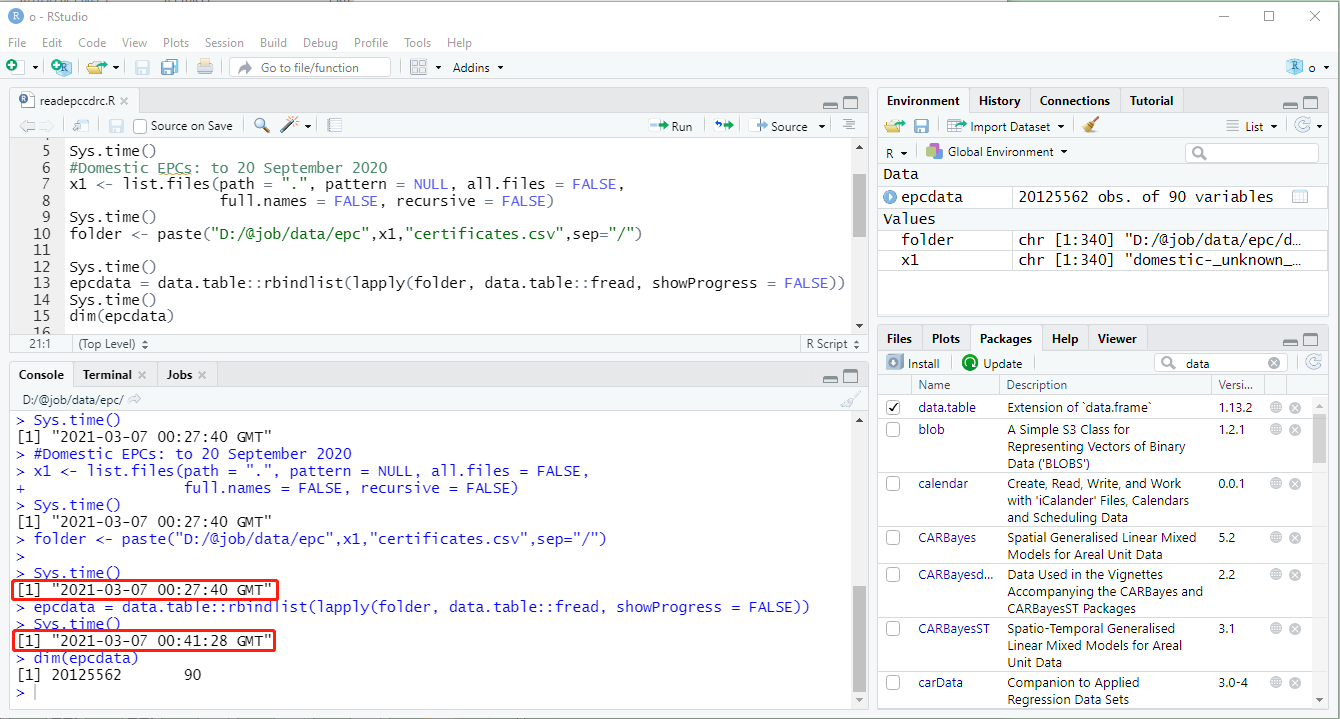 o - RStudio
File Edit Code View Plots Session Build Debug Profile Tools Help
Go to file/function Addins o
readepccdrc.R
Source on Save Run Source
5 Sys.time()
6 #Domestic EPCs: to 20 September 2020
7 x1 <- list.files(path = ".", pattern = NULL, all.files = FALSE,
8 full.names = FALSE, recursive = FALSE)
9 Sys.time()
10 folder <- paste("D:/@job/data/epc",x1,"certificates.csv",sep="/")
11
12 Sys.time()
13 epcdata = data.table::rbindlist(lapply(folder, data.table::fread, showProgress = FALSE))
14 Sys.time()
15 dim(epcdata)
16
21:1 (Top Level) R Script
Console Terminal Jobs
D:/@job/data/epc/
> Sys.time()
[1] "2021-03-07 00:27:40 GMT"
> #Domestic EPCs: to 20 September 2020
> x1 <- list.files(path = ".", pattern = NULL, all.files = FALSE,
+ full.names = FALSE, recursive = FALSE)
> Sys.time()
[1] "2021-03-07 00:27:40 GMT"
> folder <- paste("D:/@job/data/epc",x1,"certificates.csv",sep="/")
>
> Sys.time()
[1] "2021-03-07 00:27:40 GMT"
> epcdata = data.table::rbindlist(lapply(folder, data.table::fread, showProgress = FALSE))
> Sys.time()
[1] "2021-03-07 00:41:28 GMT"
> dim(epcdata)
[1] 20125562 90
>
Environment History Connections Tutorial
Import Dataset List
R Global Environment
Data
epcdata 20125562 obs. of 90 variables
Values
folder chr [1:340] "D:/@job/data/epc/d…
x1 chr [1:340] "domestic-_unknown_…
Files Plots Packages Help Viewer
Install Update data
Name Description Versi...
data.table Extension of `data.frame` 1.13.2
blob A Simple S3 Class for 1.2.1
Representing Vectors of Binary
Data ('BLOBS')
calendar Create, Read, Write, and Work 0.0.1
with 'iCalander' Files, Calendars
and Scheduling Data
CARBayes Spatial Generalised Linear Mixed 5.2
Models for Areal Unit Data
CARBayesd... Data Used in the Vignettes 2.2
Accompanying the CARBayes and
CARBayesST Packages
CARBayesST Spatio-Temporal Generalised 3.1
Linear Mixed Models for Areal
Unit Data
carData Companion to Applied 3.0-4
Regression Data Sets